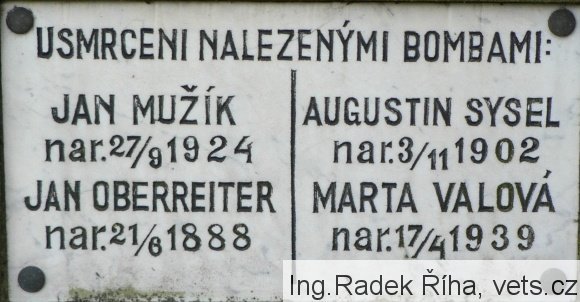 USMRCENI NALEZENÝMI BOMBAMI:
JAN MUŽÍK
nar.27/9 1924
JAN OBERREITER
nar.21/6 1888
AUGUSTIN SYSEL
nar.3/11 1902
MARTA VALOVÁ
nar.17/4 1939
Ing.Radek Říha, vets.cz